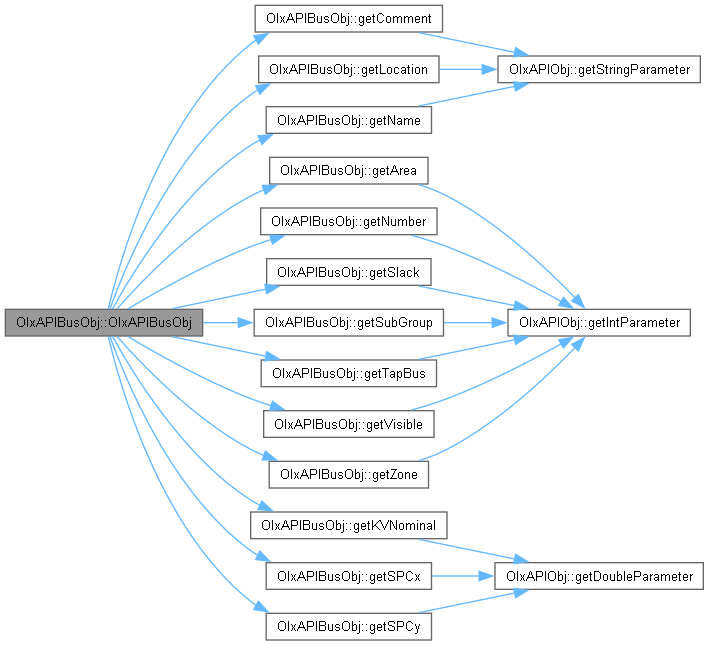 OlxAPIBusObj::getComment
OlxAPIBusObj::getLocation
OlxAPIObj::getStringParameter
OlxAPIBusObj::getName
OlxAPIBusObj::getArea
OlxAPIBusObj::getNumber
OlxAPIBusObj::getSlack
OlxAPIBusObj::OlxAPIBusObj
OlxAPIBusObj::getSubGroup
OlxAPIObj::getIntParameter
OlxAPIBusObj::getTapBus
OlxAPIBusObj::getVisible
OlxAPIBusObj::getZone
OlxAPIBusObj::getKVNominal
OlxAPIBusObj::getSPCx
OlxAPIObj::getDoubleParameter
OlxAPIBusObj::getSPCy